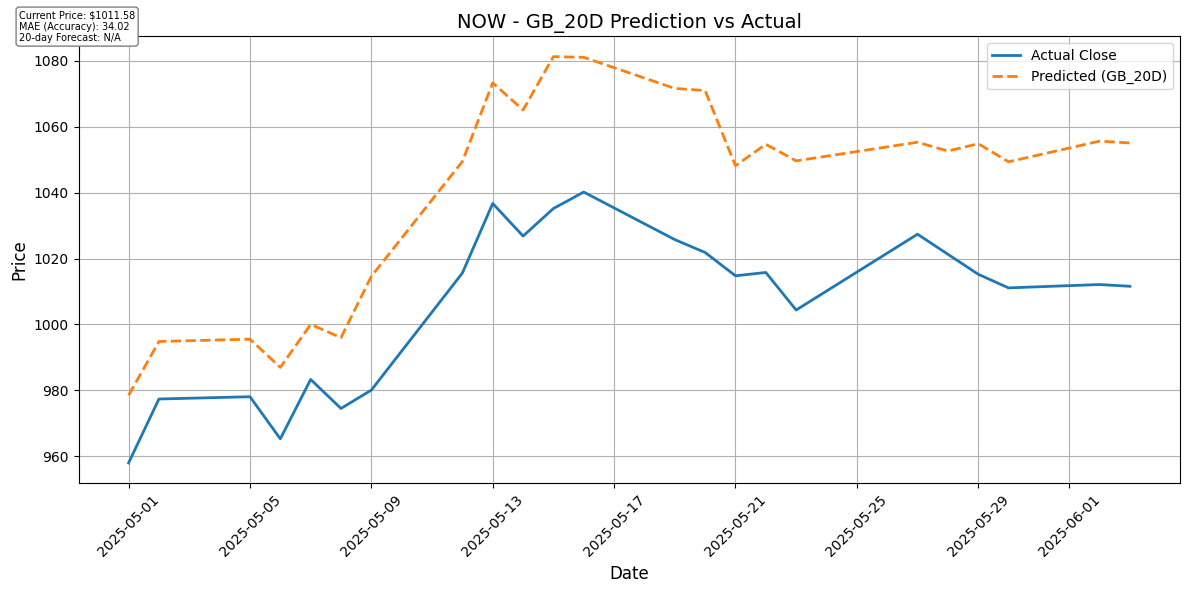 NOW - GB_20D Prediction vs Actual
Current Price: $1011.58
MAE (Accuracy): 34.02
20-day Forecast: N/A
Actual Close
Predicted (GB_20D)
Price
1080
1060
1040
1020
1000
980
960
2025-05-01
2025-05-05
2025-05-09
2025-05-13
2025-05-17
2025-05-21
2025-05-25
2025-05-29
2025-06-01
Date